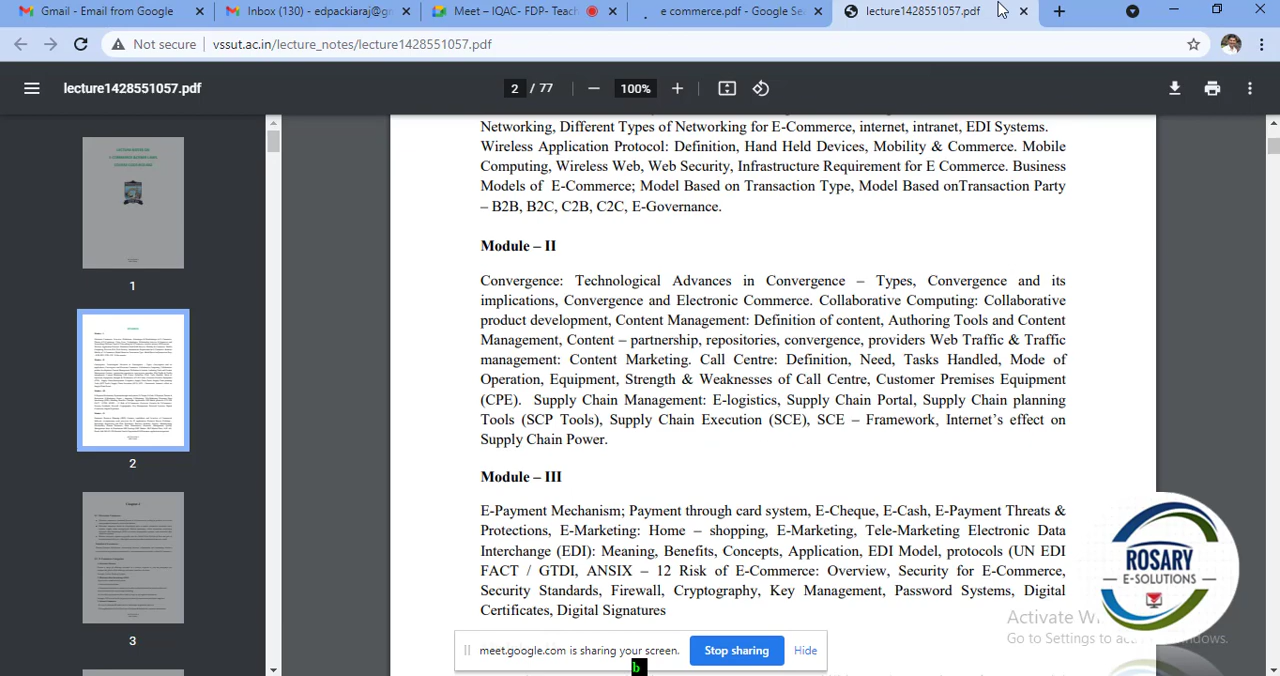 Gmail - Email from Google
Inbox (130) - edpackiaraj@gm
Meet – IQAC- FDP- Teach
e commerce.pdf - Google Sea
lecture1428551057.pdf
Not secure
vssut.ac.in/lecture_notes/lecture1428551057.pdf
lecture1428551057.pdf
2 / 77
100%
Networking, Different Types of Networking for E-Commerce, internet, intranet, EDI Systems.
Wireless Application Protocol: Definition, Hand Held Devices, Mobility & Commerce. Mobile
Computing, Wireless Web, Web Security, Infrastructure Requirement for E Commerce. Business
Models of E-Commerce; Model Based on Transaction Type, Model Based onTransaction Party
– B2B, B2C, C2B, C2C, E-Governance.
Module – II
Convergence: Technological Advances in Convergence – Types, Convergence and its
implications, Convergence and Electronic Commerce. Collaborative Computing: Collaborative
product development, Content Management: Definition of content, Authoring Tools and Content
Management, Content – partnership, repositories, convergence, providers Web Traffic & Traffic
management: Content Marketing. Call Centre: Definition, Need, Tasks Handled, Mode of
Operation, Equipment, Strength & Weaknesses of Call Centre, Customer Premises Equipment
(CPE). Supply Chain Management: E-logistics, Supply Chain Portal, Supply Chain planning
Tools (SCP Tools), Supply Chain Execution (SCE), SCE – Framework, Internet's effect on
Supply Chain Power.
Module – III
E-Payment Mechanism; Payment through card system, E-Cheque, E-Cash, E-Payment Threats &
Protections, E-Marketing: Home – shopping, E-Marketing, Tele-Marketing Electronic Data
Interchange (EDI): Meaning, Benefits, Concepts, Application, EDI Model, protocols (UN EDI
FACT / GTDI, ANSIX – 12 Risk of E-Commerce Overview, Security for E-Commerce,
Security Standards, Firewall, Cryptography, Key Management, Password Systems, Digital
Certificates, Digital Signatures
1
2
3
ROSARY
E-SOLUTIONS
Activate W
Go to Settings to act windows.
meet.google.com is sharing your screen.
Stop sharing
Hide
b